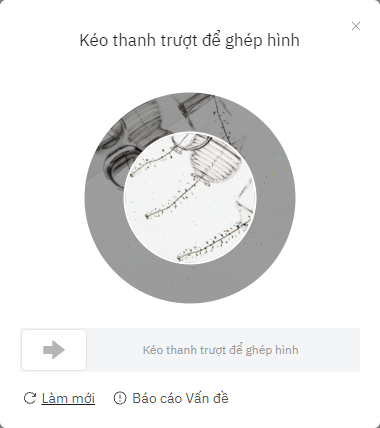 Kéo thanh trượt để ghép hình
Kéo thanh trượt để ghép hình
Làm mới
Báo cáo Vấn đề